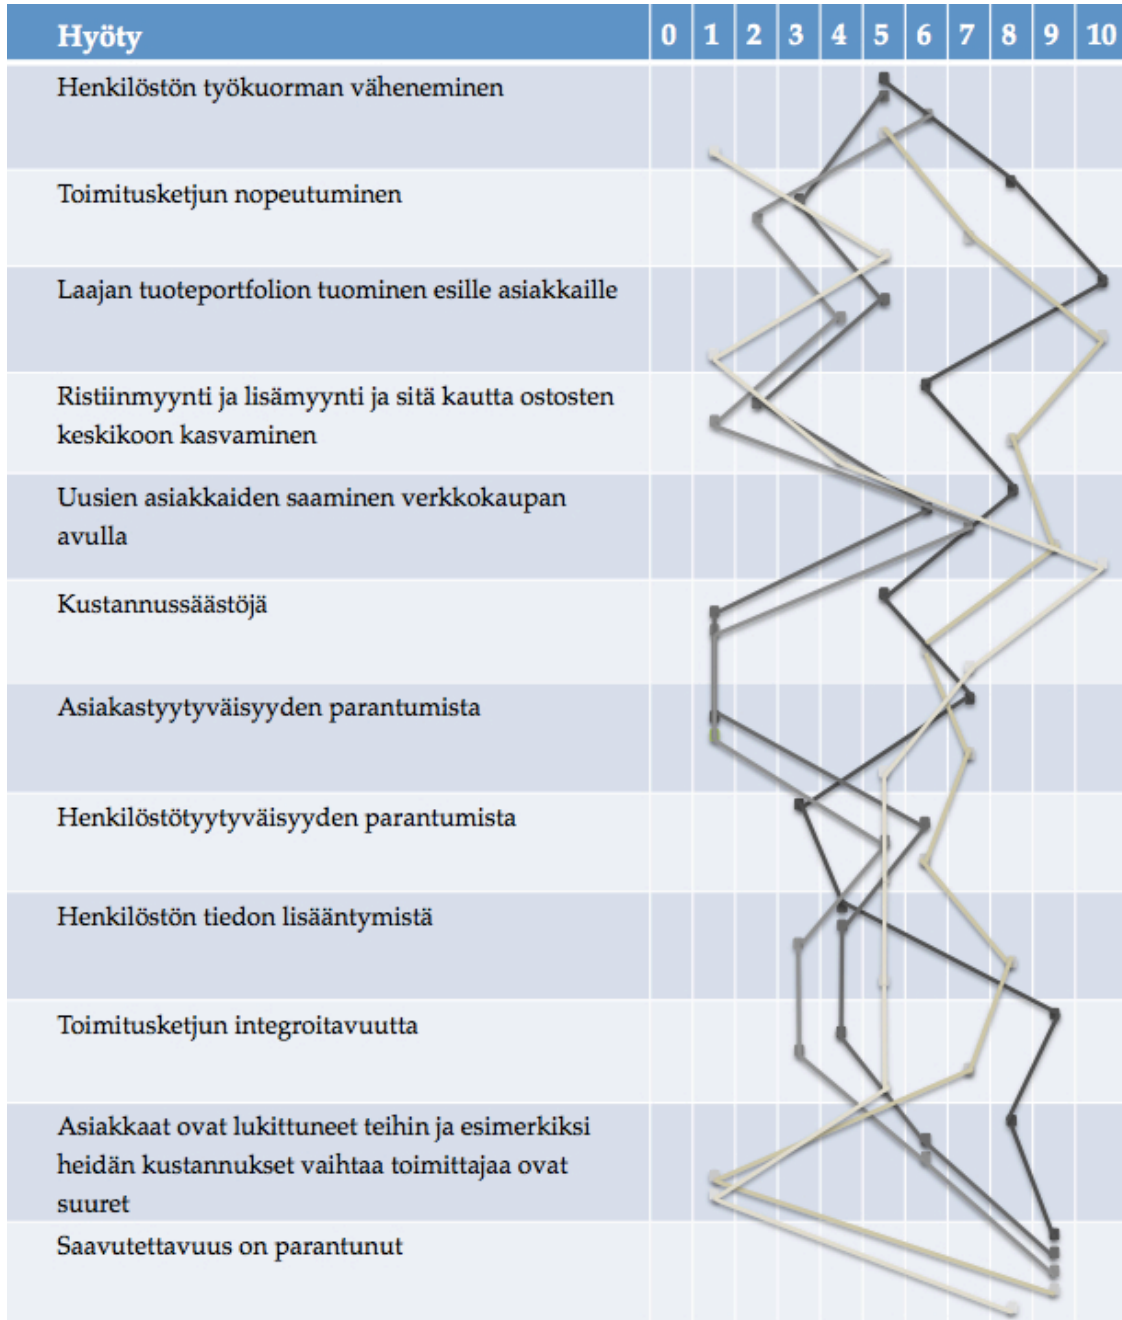 Hyöty 0 1 2 3 4 5 6 7 8 9 10
Henkilöstön työkuorman väheneminen
Toimitusketjun nopeutuminen
Laajan tuoteportfolion tuominen esille asiakkaille
Ristiinmyynti ja lisämyynti ja sitä kautta ostosten
keskikoon kasvaminen
Uusien asiakkaiden saaminen verkkokaupan
avulla
Kustannussäästöjä
Asiakastyytyväisyyden parantumista
Henkilöstötyytyväisyyden parantumista
Henkilöstön tiedon lisääntymistä
Toimitusketjun integroitavuutta
Asiakkaat ovat lukittuneet teihin ja esimerkiksi
heidän kustannukset vaihtaa toimittajaa ovat
suuret
Saavutettavuus on parantunut